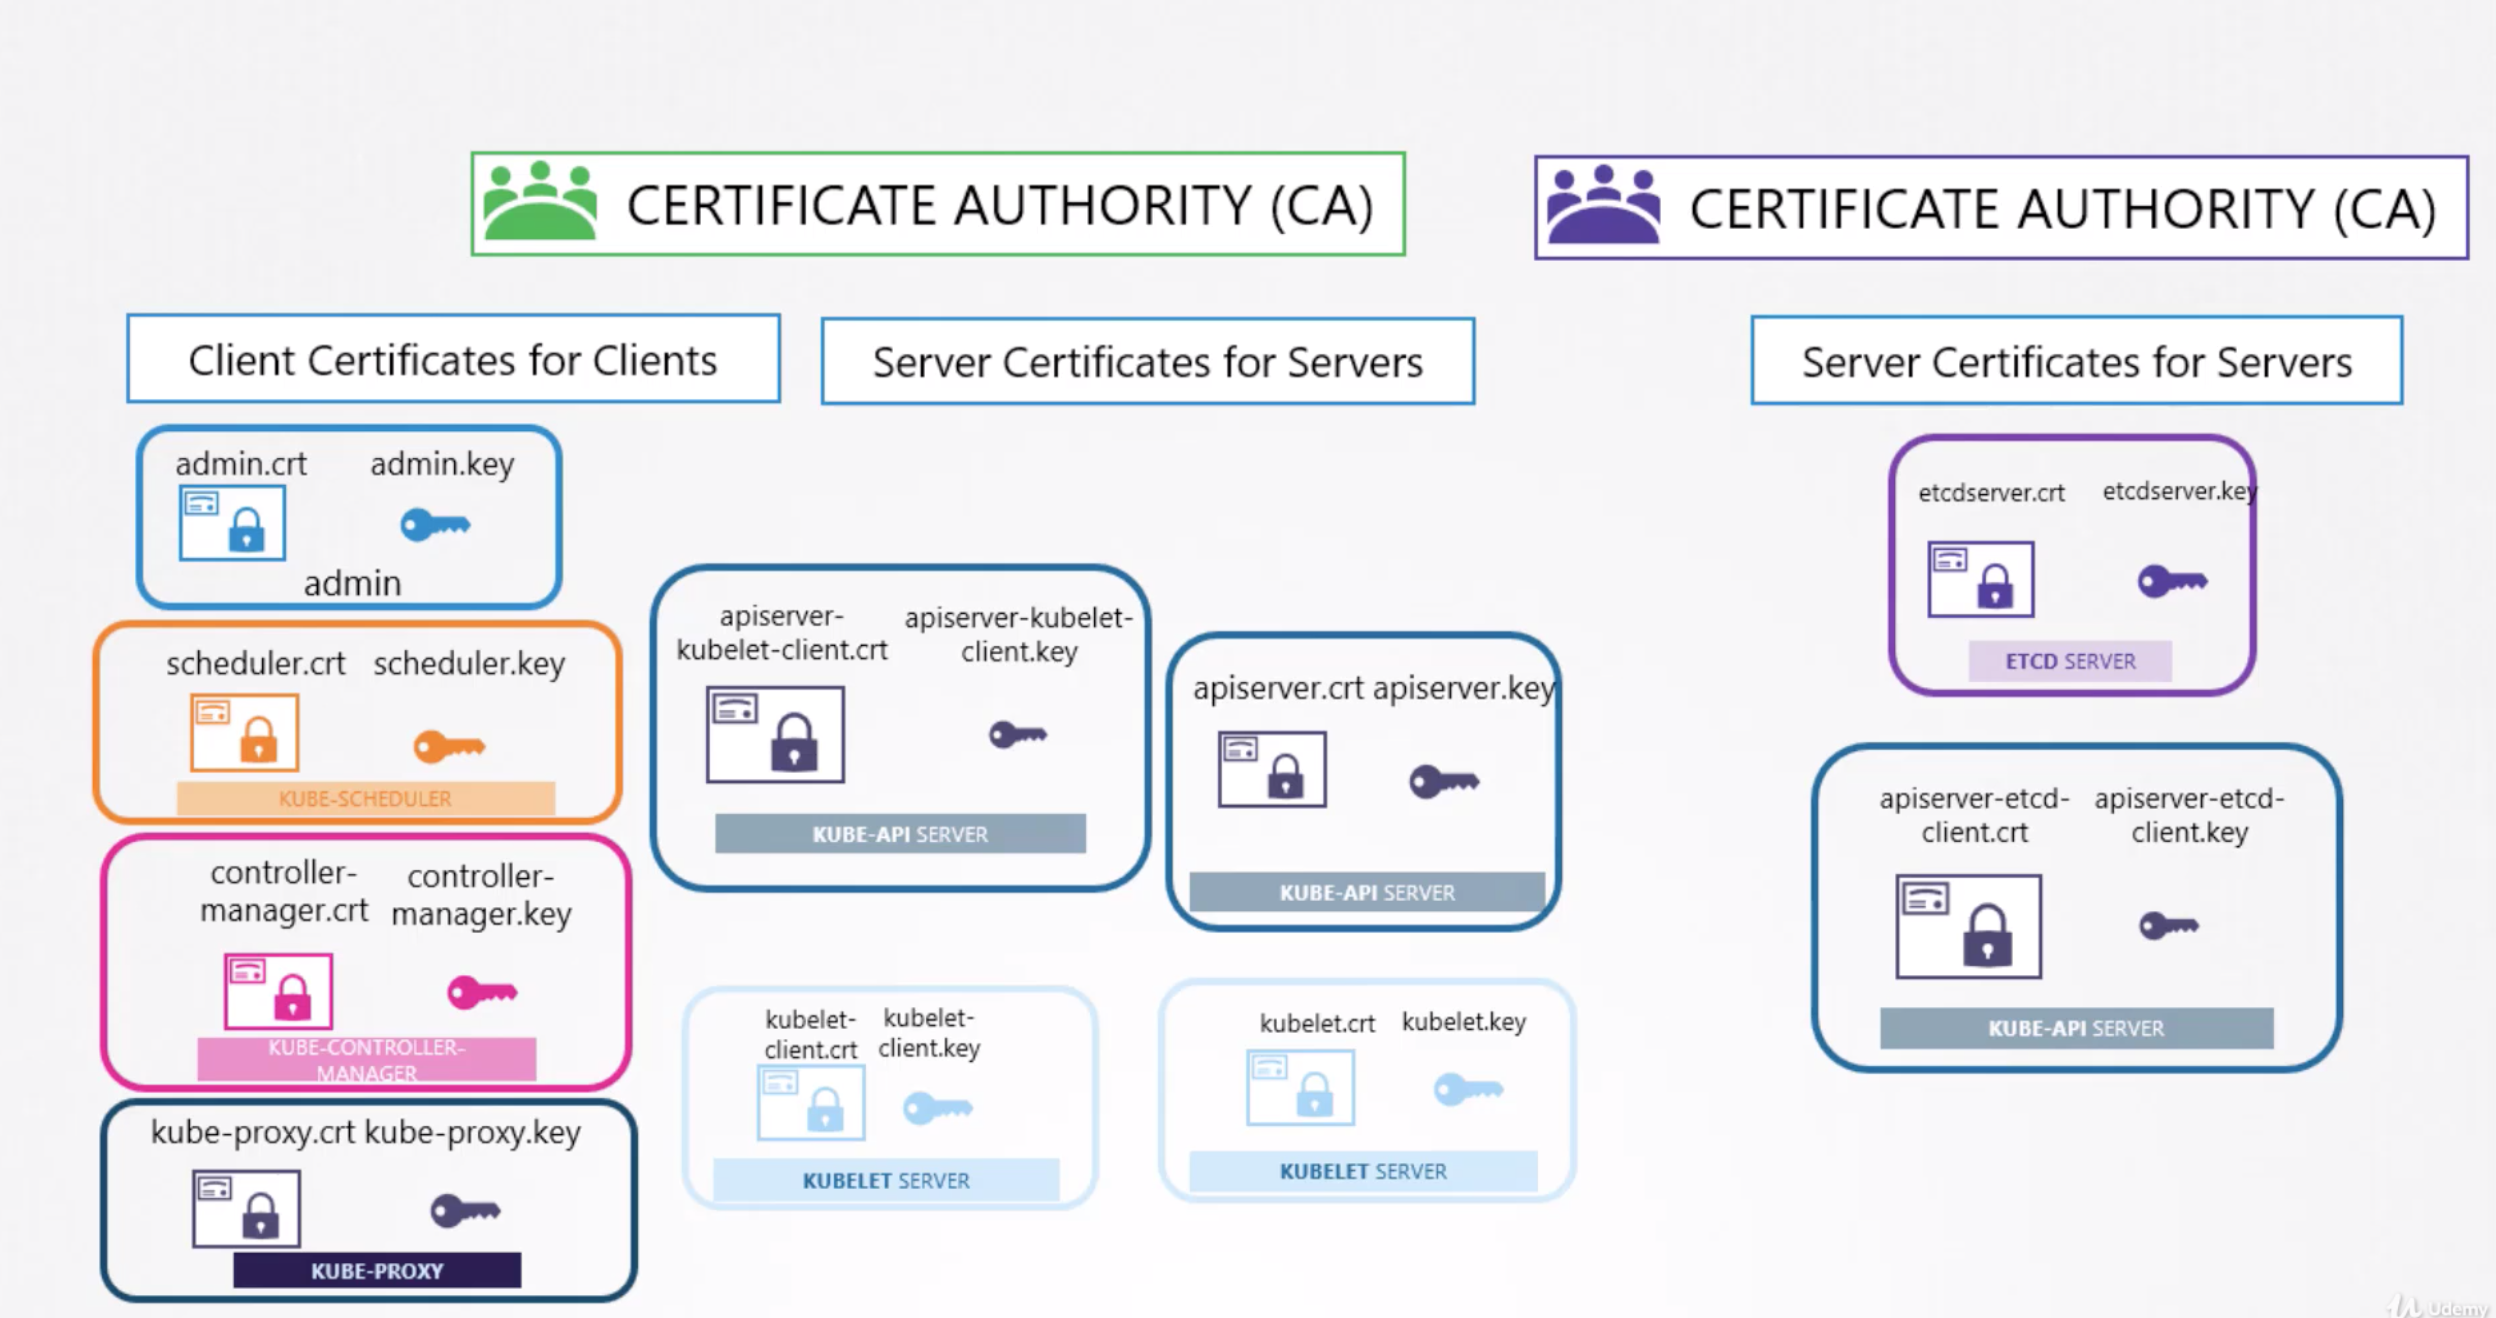 CERTIFICATE AUTHORITY (CA)
CERTIFICATE AUTHORITY (CA)
Client Certificates for Clients
Server Certificates for Servers
Server Certificates for Servers
admin.crt
admin.key
admin
scheduler.crt
scheduler.key
KUBE-SCHEDULER
controller-
manager.crt
controller-
manager.key
KUBE-CONTROLLER-
MANAGER
kube-proxy.crt
kube-proxy.key
KUBE-PROXY
apiserver-
kubelet-client.crt
apiserver-kubelet-
client.key
KUBE-API SERVER
apiserver.crt
apiserver.key
KUBE-API SERVER
kubelet-
client.crt
kubelet-
client.key
KUBELET SERVER
kubelet.crt
kubelet.key
KUBELET SERVER
etcdserver.crt
etcdserver.key
ETCD SERVER
apiserver-etcd-
client.crt
apiserver-etcd-
client.key
KUBE-API SERVER
Udemy